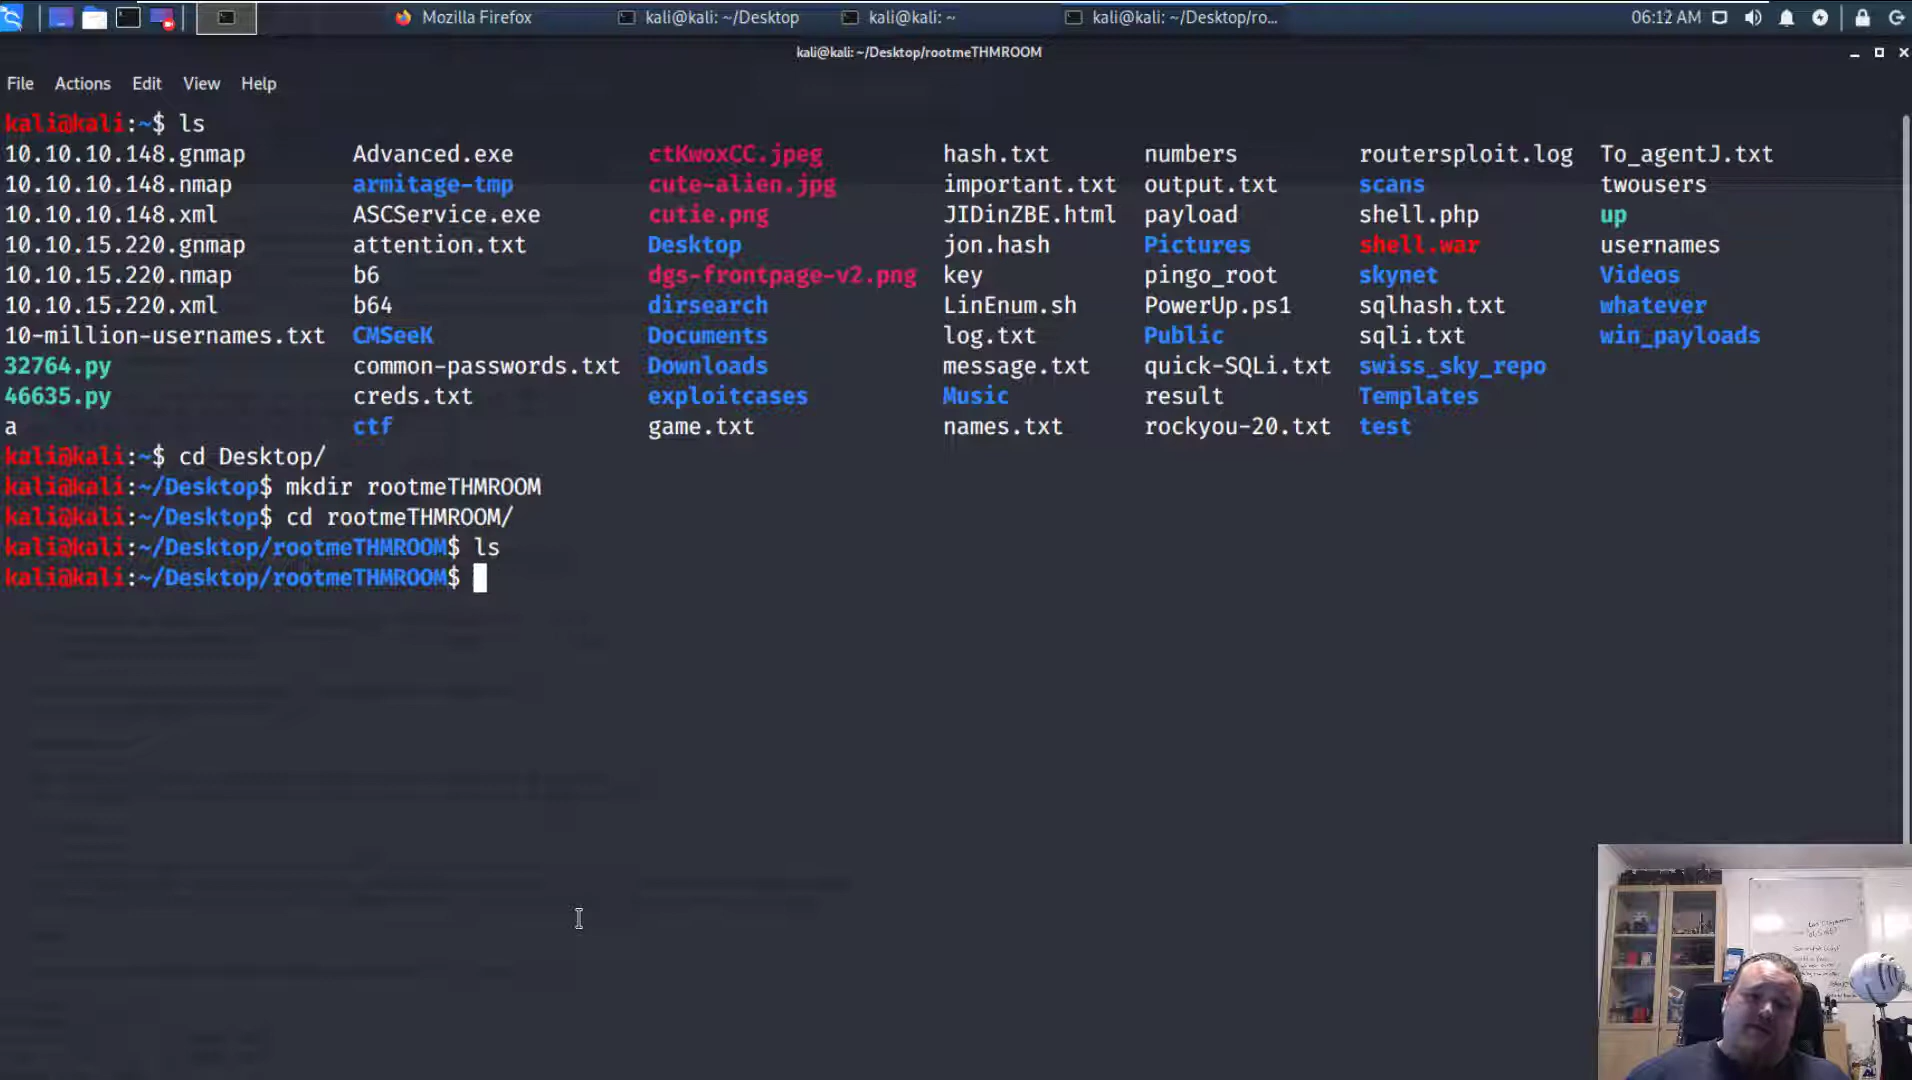 Mozilla Firefox
kali@kali: ~/Desktop
kali@kali: ~
kali@kali: ~/Desktop/ro...
06:12 AM
kali@kali: ~/Desktop/rootmeTHMROOM
File Actions Edit View Help
kali@kali:~$ ls
10.10.10.148.gnmap Advanced.exe ctKwoxCC.jpeg hash.txt numbers routersploit.log To_agentJ.txt
10.10.10.148.nmap armitage-tmp cute-alien.jpg important.txt output.txt scans twousers
10.10.10.148.xml ASCService.exe cutie.png JIDinZBE.html payload shell.php up
10.10.15.220.gnmap attention.txt Desktop jon.hash Pictures shell.war usernames
10.10.15.220.nmap b6 dgs-frontpage-v2.png key pingo_root skynet Videos
10.10.15.220.xml b64 dirsearch LinEnum.sh PowerUp.ps1 sqlhash.txt whatever
10-million-usernames.txt CMSeeK Documents log.txt Public sqli.txt win_payloads
32764.py common-passwords.txt Downloads message.txt quick-SQLi.txt swiss_sky_repo
46635.py creds.txt exploitcases Music result Templates
a ctf game.txt names.txt rockyou-20.txt test
kali@kali:~$ cd Desktop/
kali@kali:~/Desktop$ mkdir rootmeTHMROOM
kali@kali:~/Desktop$ cd rootmeTHMROOM/
kali@kali:~/Desktop/rootmeTHMROOM$ ls
kali@kali:~/Desktop/rootmeTHMROOM$